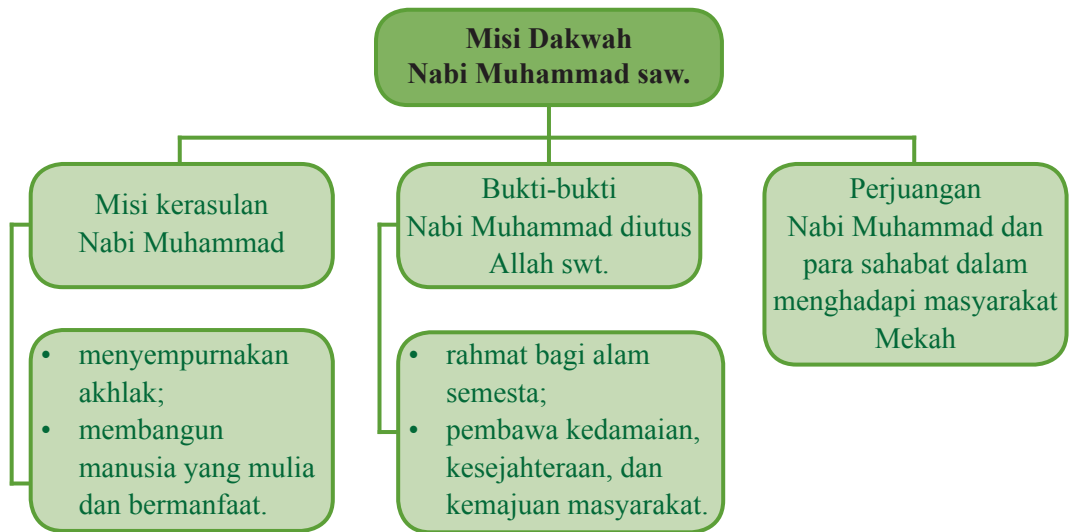 Misi Dakwah
Nabi Muhammad saw.
Misi kerasulan
Nabi Muhammad
• menyempurnakan
akhlak;
• membangun
manusia yang mulia
dan bermanfaat.
Bukti-bukti
Nabi Muhammad diutus
Allah swt.
• rahmat bagi alam
semesta;
• pembawa kedamaian,
kesejahteraan, dan
kemajuan masyarakat.
Perjuangan
Nabi Muhammad dan
para sahabat dalam
menghadapi masyarakat
Mekah